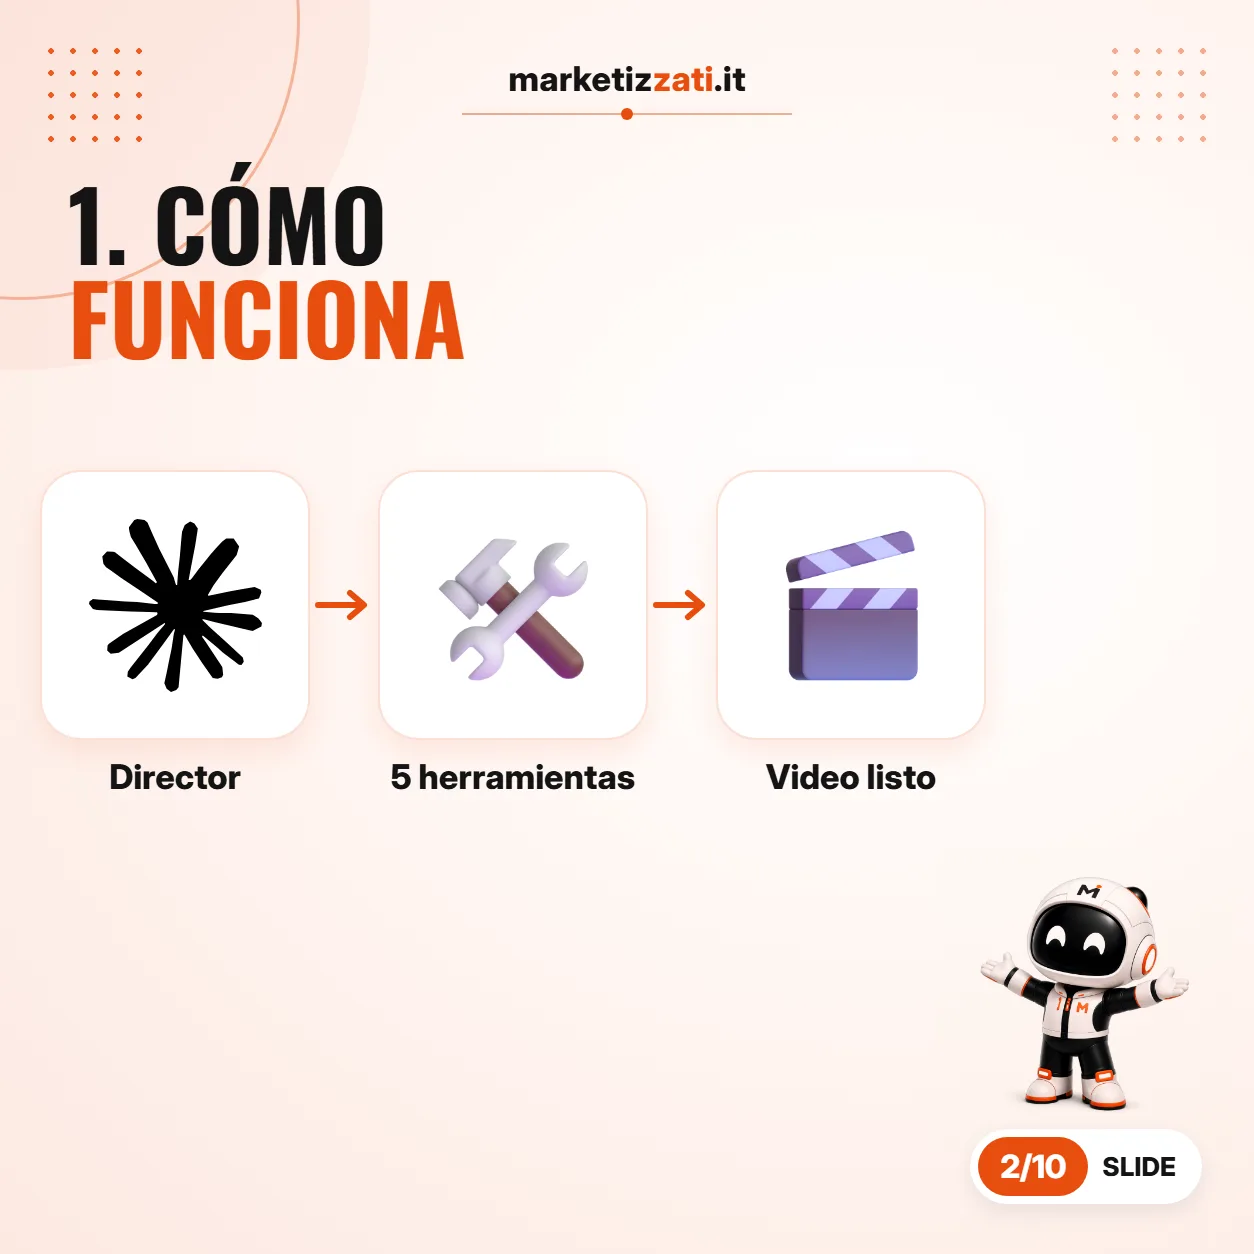 marketizzati.it
1. CÓMO
FUNCIONA
Director
5 herramientas
Video listo
M
2/10 SLIDE